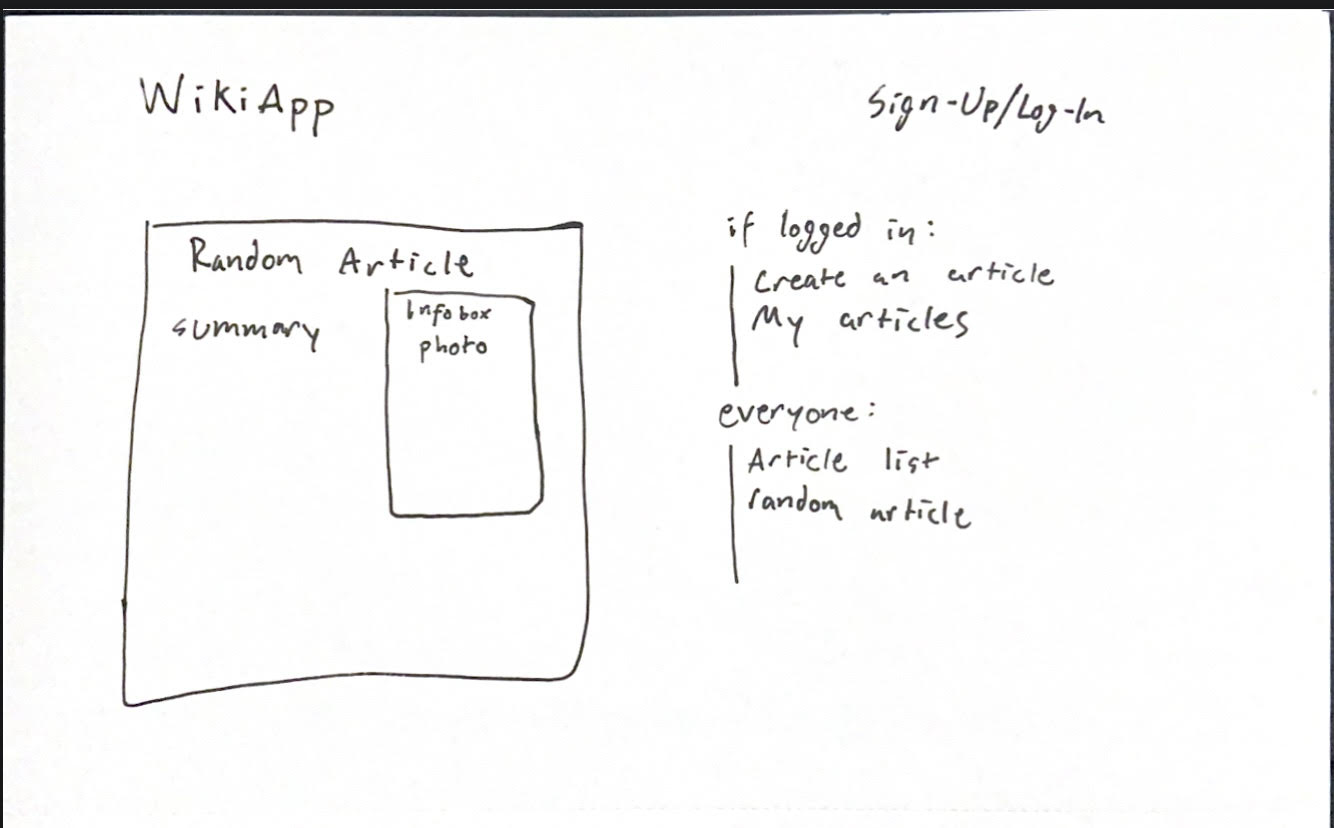 WikiApp
Sign-Up/Log-In
Random Article
summary
Infobox
photo
if logged in:
Create an article
My articles
everyone:
Article list
random article